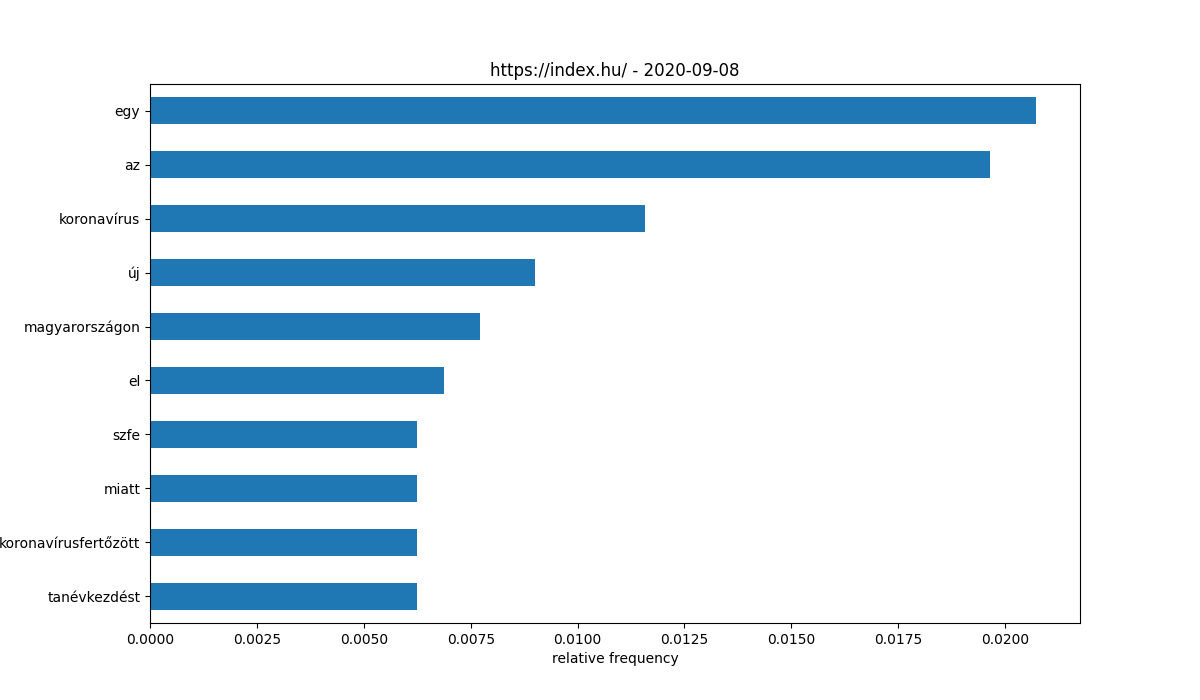 https://index.hu/ - 2020-09-08
egy
az
koronavírus
új
magyarországon
el
szfe
miatt
koronavírusfertőzött
tanévkezdést
0.0000 0.0025 0.0050 0.0075 0.0100 0.0125 0.0150 0.0175 0.0200
relative frequency